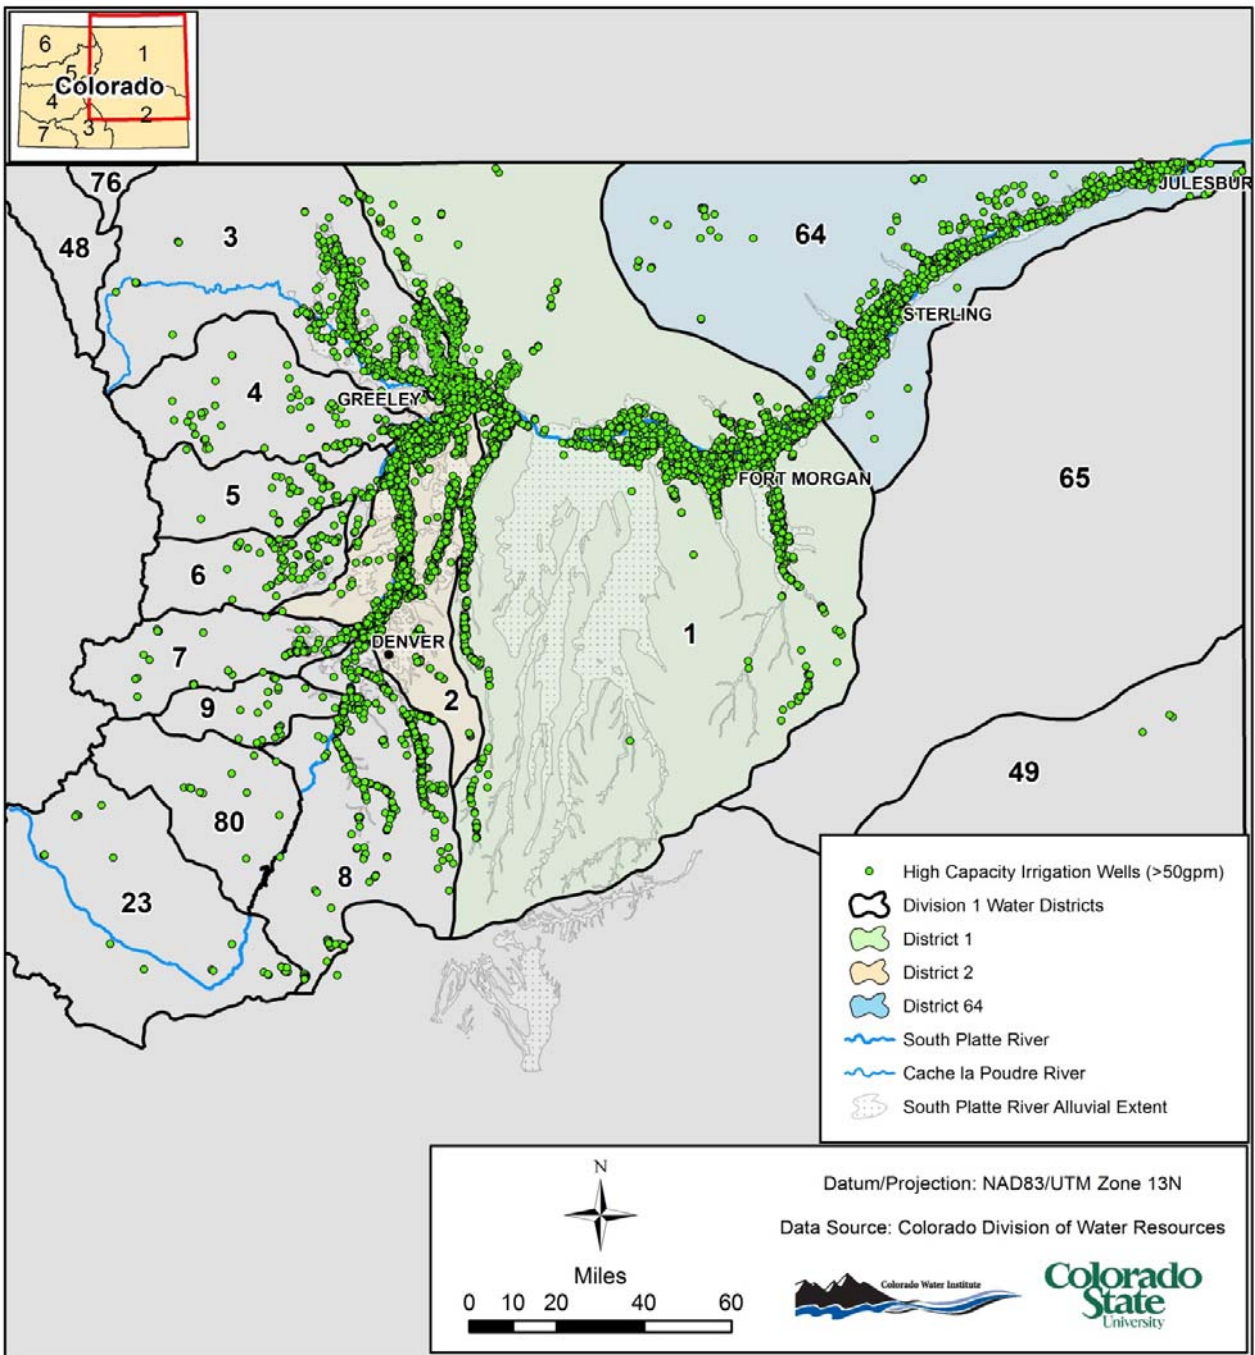 6
1
5
Colorado
4
2
3
7
76
48
3
64
JULESBUR
STERLING
4
GREELEY
5
FORT MORGAN
65
6
1
7
DENVER
9
2
49
80
8
23
High Capacity Irrigation Wells (>50gpm)
Division 1 Water Districts
District 1
District 2
District 64
South Platte River
Cache la Poudre River
South Platte River Alluvial Extent
N
Miles
0 10 20 40 60
Datum/Projection: NAD83/UTM Zone 13N
Data Source: Colorado Division of Water Resources
Colorado Water Institute
Colorado
State
University